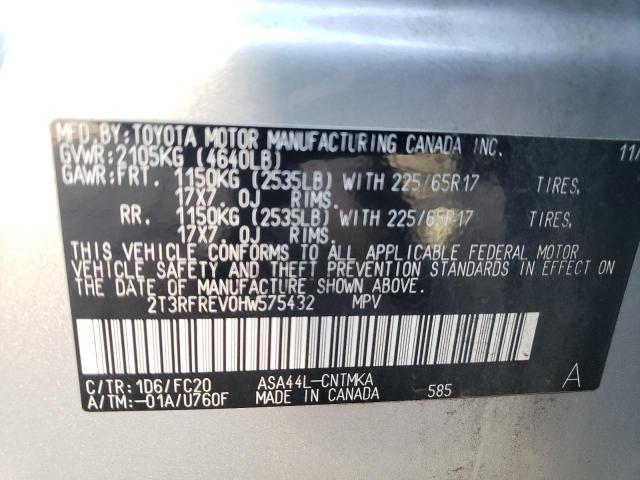 MFD.BY:TOYOTA MOTOR MANUFACTURING CANADA INC. 11/
GVWR:2105KG (4640LB)
GAWR:FRT. 1150KG (2535LB) WITH 225/65R17 TIRES,
17X7.0J RIMS.
RR. 1150KG (2535LB) WITH 225/65R17 TIRES,
17X7.0J RIMS.
THIS VEHICLE CONFORMS TO ALL APPLICABLE FEDERAL MOTOR
VEHICLE SAFETY AND THEFT PREVENTION STANDARDS IN EFFECT ON
THE DATE OF MANUFACTURE SHOWN ABOVE.
2T3RFREV0HW575432 MPV
C/TR:1D6/FC20 ASA44L-CNTMKA 585 A
A/TM:-01A/U760F MADE IN CANADA